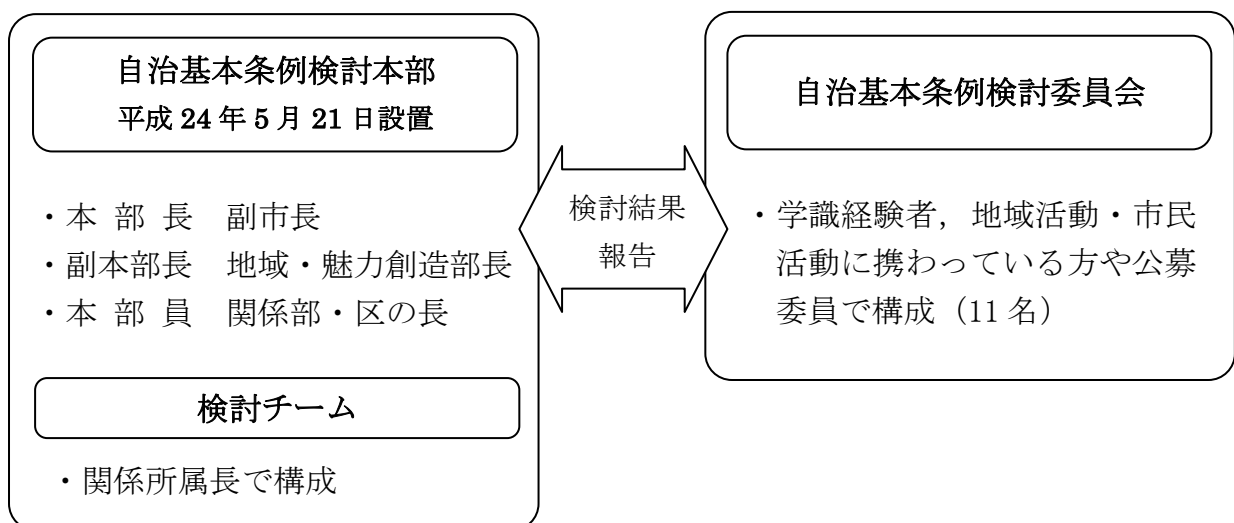 自治基本条例検討本部
平成 24 年 5 月 21 日設置
・本 部 長　副市長
・副本部長　地域・魅力創造部長
・本 部 員　関係部・区の長
検討チーム
・関係所属長で構成
検討結果
報告
自治基本条例検討委員会
・学識経験者，地域活動・市民
活動に携わっている方や公募
委員で構成（11 名）